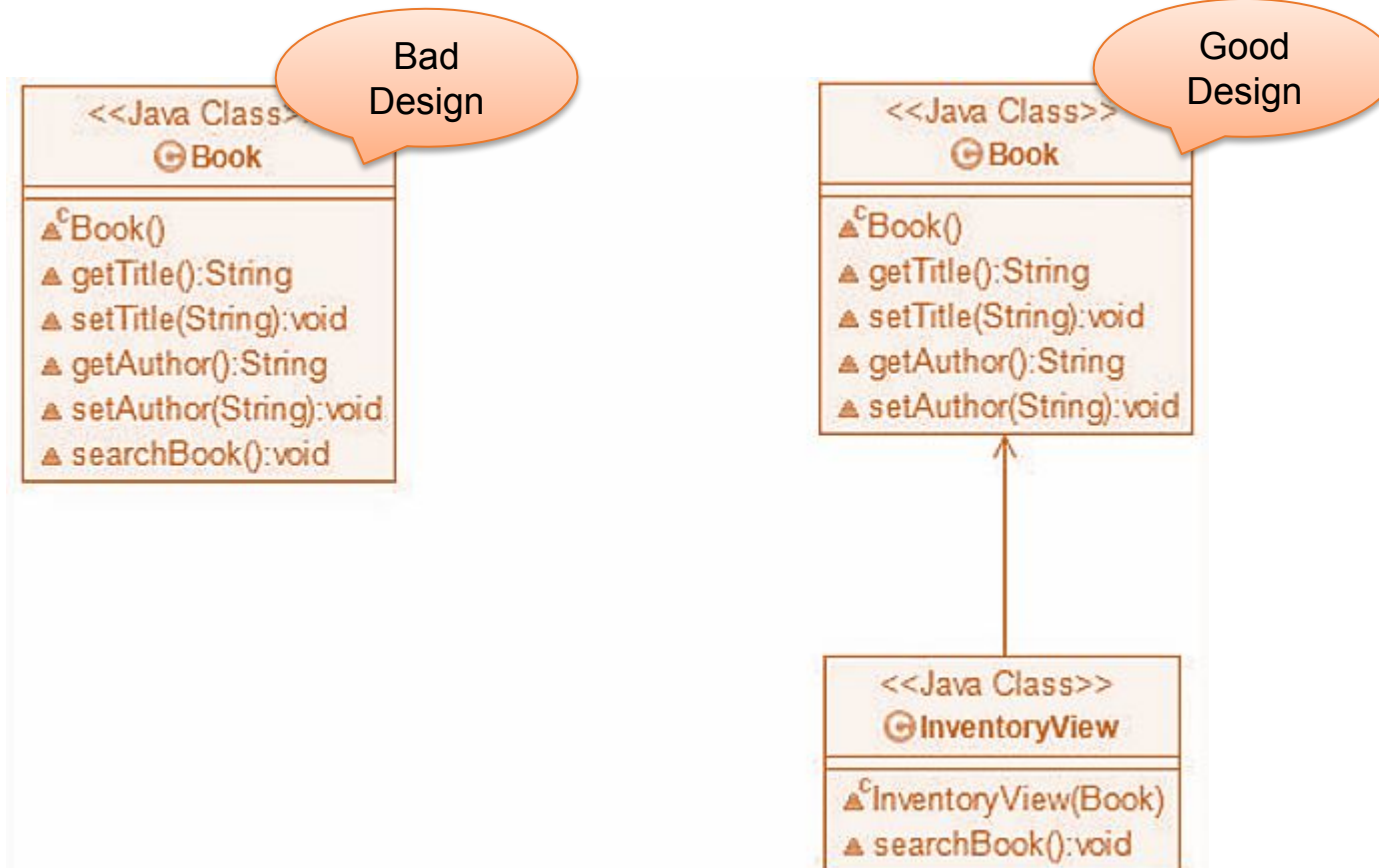 Bad
Design
<<Java Class>
Book
Book()
getTitle():String
setTitle(String):void
getAuthor():String
setAuthor(String):void
searchBook():void
Good
Design
<<Java Class>>
Book
Book()
getTitle():String
setTitle(String):void
getAuthor():String
setAuthor(String):void
<<Java Class>>
InventoryView
InventoryView(Book)
searchBook():void